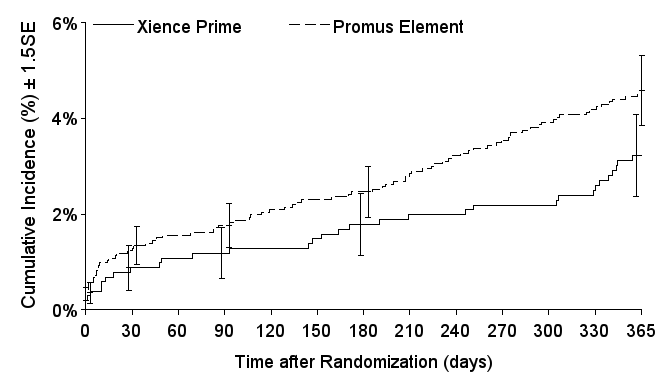 Xience Prime Promus Element
Cumulative Incidence (%) ± 1.5SE
6%
4%
2%
0%
0 30 60 90 120 150 180 210 240 270 300 330 365
Time after Randomization (days)